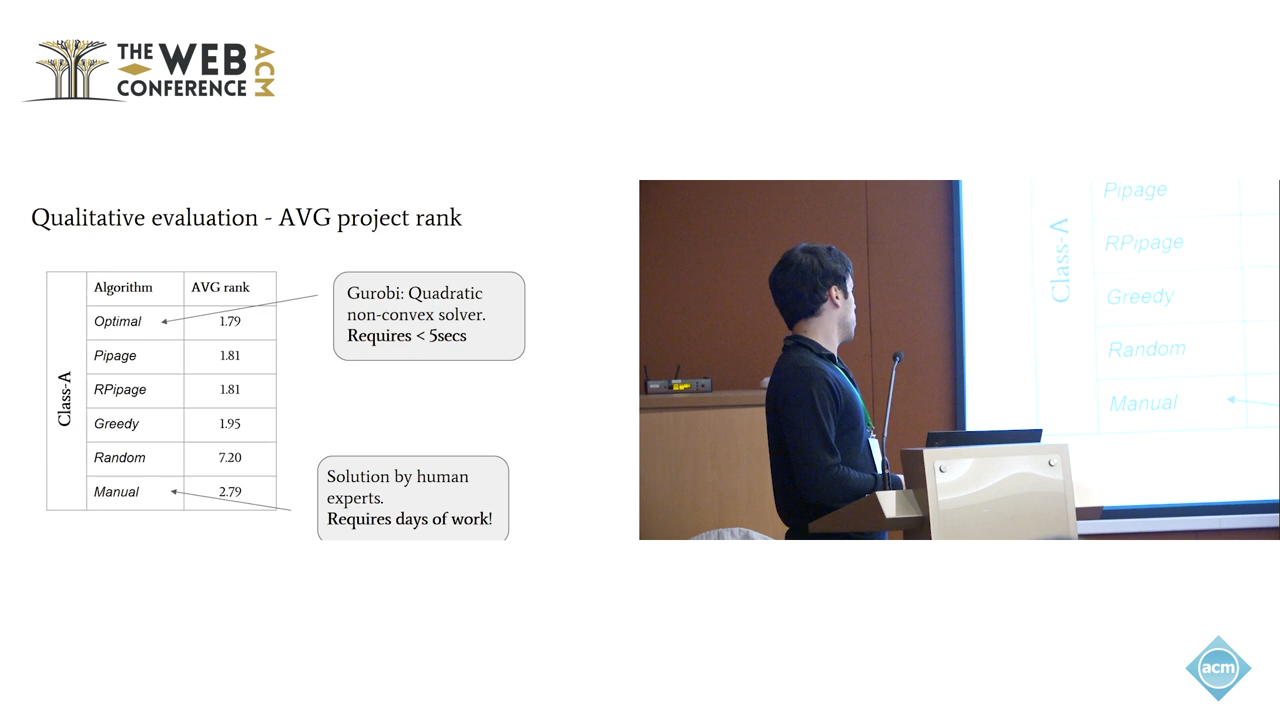 THE WEB
CONFERENCE
ACM
Qualitative evaluation - AVG project rank
Class-A
Algorithm AVG rank
Optimal 1.79
Pipage 1.81
RPipage 1.81
Greedy 1.95
Random 7.20
Manual 2.79
Gurobi: Quadratic
non-convex solver.
Requires < 5secs
Solution by human
experts.
Requires days of work!
Class-A
Pipage
RPipage
Greedy
Random
Manual
acm